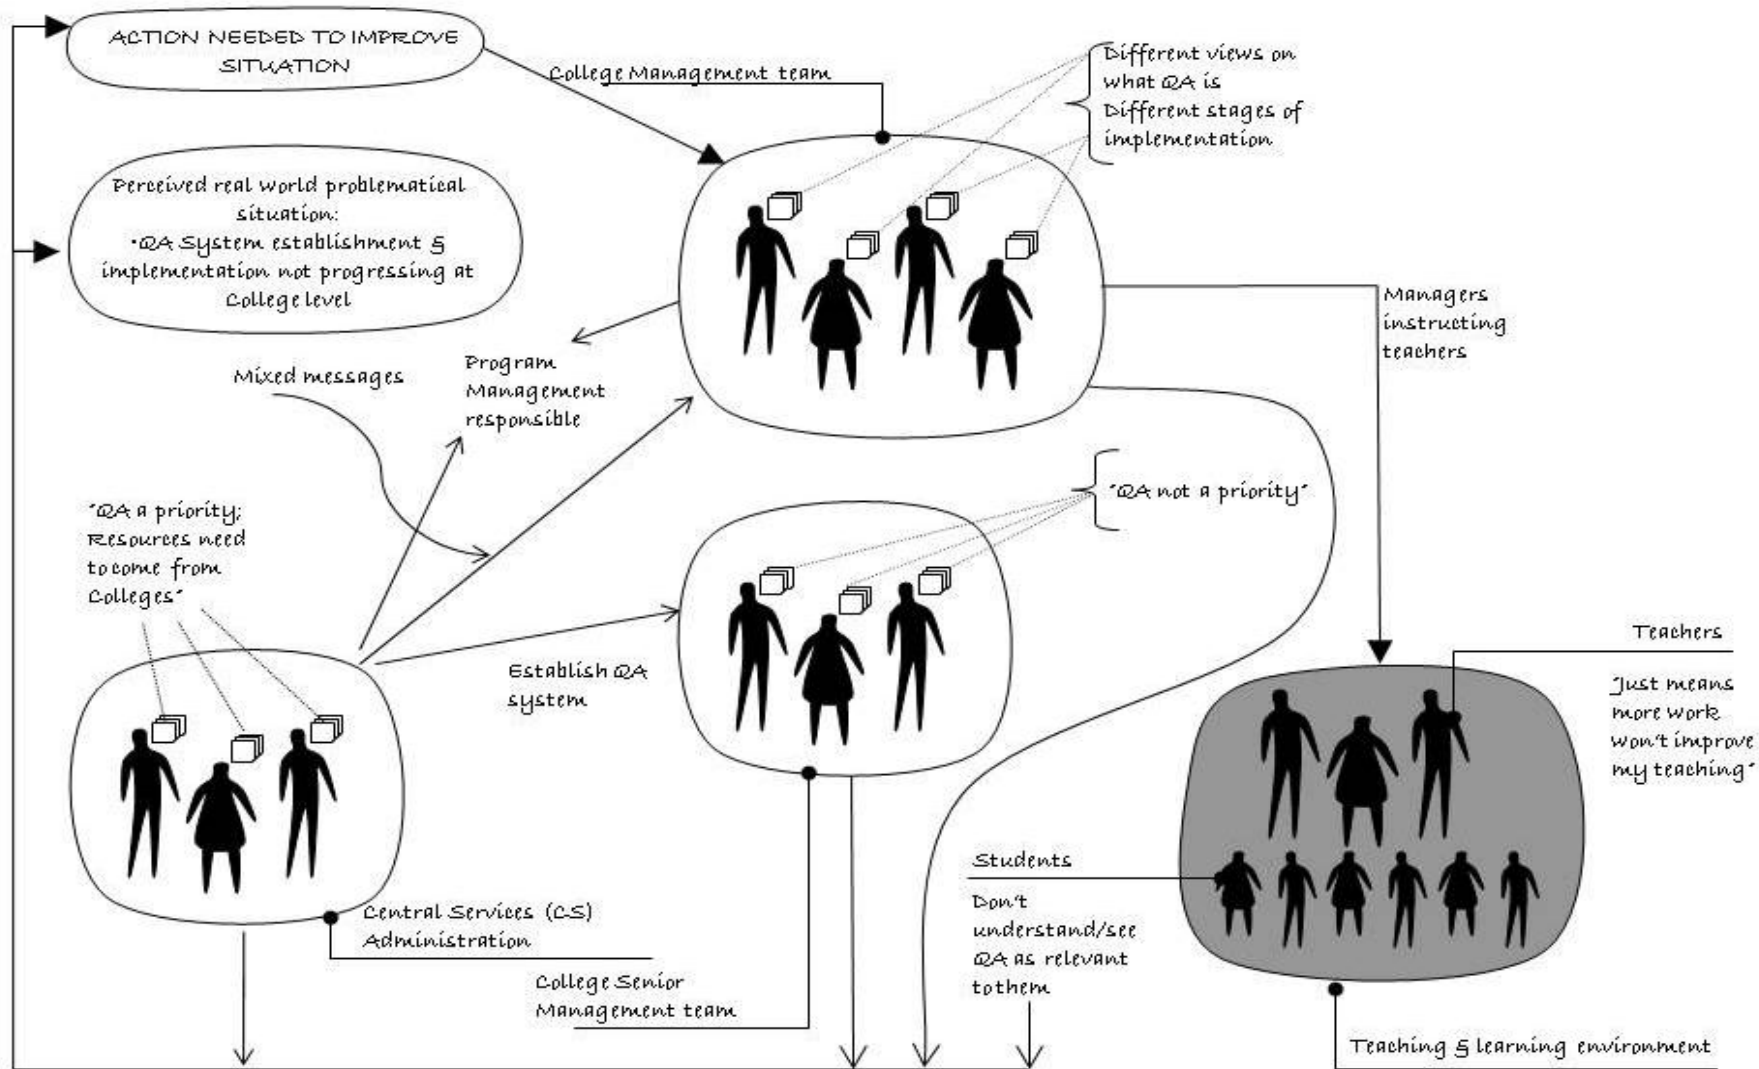 ACTION NEEDED TO IMPROVE
SITUATION
College Management team
Different views on
what QA is
Different stages of
implementation
Perceived real world problematical
situation:
•QA System establishment &
implementation not progressing at
College level
Managers
instructing
teachers
Mixed messages
Program
Management
responsible
"QA not a priority"
"QA a priority;
Resources need
to come from
Colleges"
Establish QA
system
Teachers
"Just means
more work
Won't improve
my teaching"
Students
Don't
understand/see
QA as relevant
to them
Central Services (CS)
Administration
College Senior
Management team
Teaching & learning environment